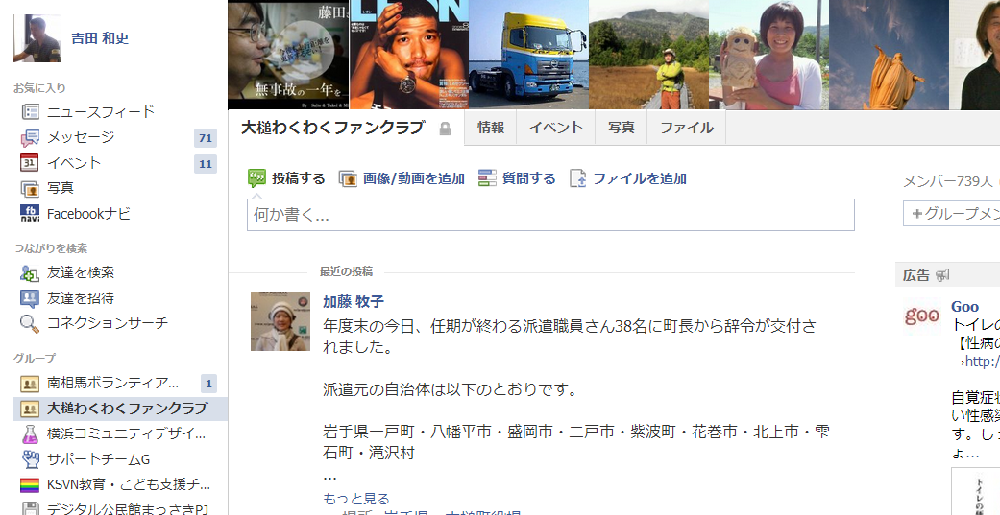 吉田 和史
お気に入り
ニュースフィード
メッセージ 71
31 イベント 11
写真
fb navi Facebookナビ
つながりを検索
友達を検索
友達を招待
コネクションサーチ
グループ
南相馬ボランティア... 1
大槌わくわくファンクラブ
横浜コミュニティデザイ...
サポートチームG
KSVN教育・こども支援チ...
デジタル公民館まっさきPJ
藤田さ
無事故の一年を
LEON
大槌わくわくファンクラブ 情報 イベント 写真 ファイル
投稿する 画像/動画を追加 質問する ファイルを追加
何か書く...
最近の投稿
加藤 牧子
年度末の今日、任期が終わる派遣職員さん38名に町長から辞令が交付さ
れました。
派遣元の自治体は以下のとおりです。
岩手県一戸町・八幡平市・盛岡市・二戸市・紫波町・花巻市・北上市・雫
石町・滝沢村
...
もっと見る
メンバー739人
+グループメン
広告
goo
Goo
トイレの
【性病の
→http:/
自覚症状
い性感染
す。しっ
ょ...
トイレの